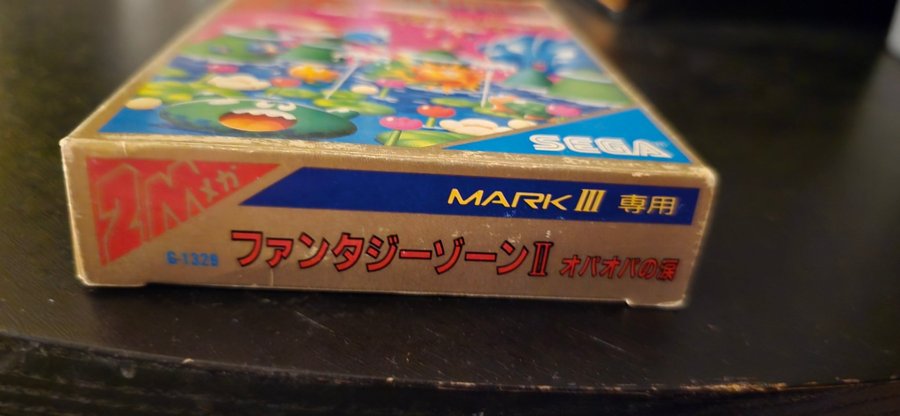 SEGA
2Mメガ
MARK III 専用
G-1329
ファンタジーゾーンII オパオパの涙